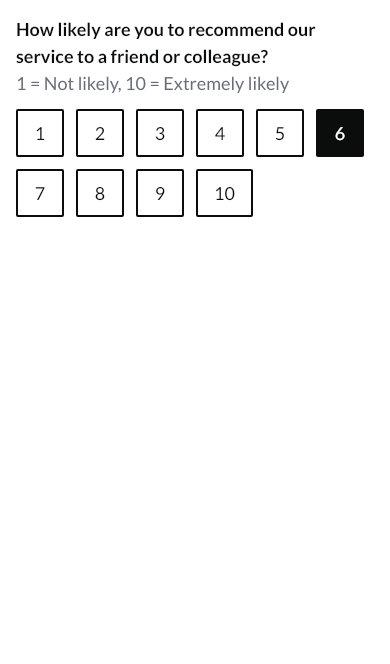 How likely are you to recommend our
service to a friend or colleague?
1 = Not likely, 10 = Extremely likely
1 2 3 4 5 6
7 8 9 10